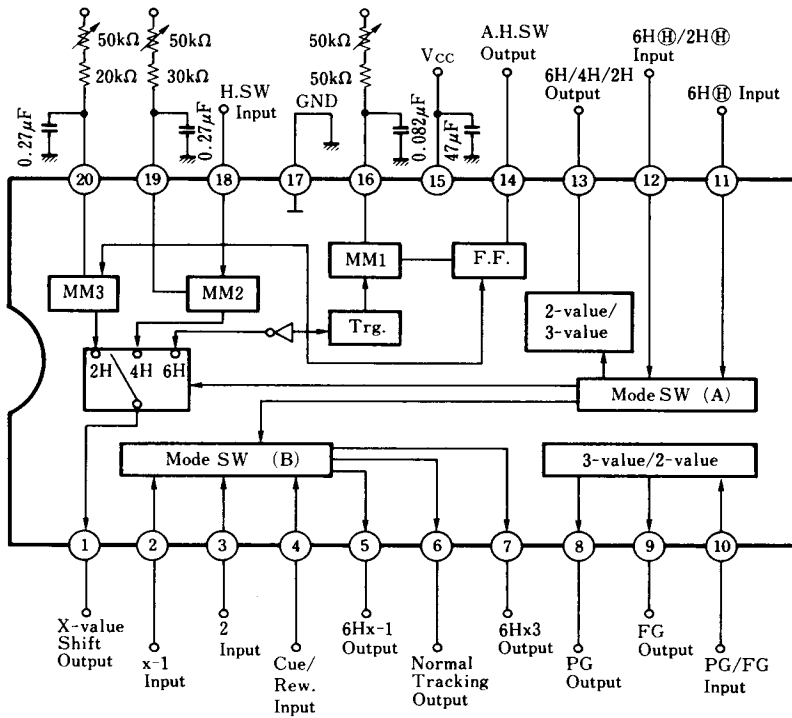 50kΩ
50kΩ
50kΩ
20kΩ
30kΩ
50kΩ
0.27μF
0.27μF
H.SW
Input
GND
0.082μF
VCC
47μF
A.H.SW
Output
6H/4H/2H
Output
6HⒽ/2HⒽ
Input
6HⒽ Input
20
19
18
17
16
15
14
13
12
11
MM3
MM2
MM1
F.F.
Trg.
2-value/
3-value
2H
4H
6H
Mode SW (A)
Mode SW (B)
3-value/2-value
1
2
3
4
5
6
7
8
9
10
X-value
Shift
Output
x-1
Input
2
Input
Cue/
Rew.
Input
6Hx-1
Output
Normal
Tracking
Output
6Hx3
Output
PG
Output
FG
Output
PG/FG
Input